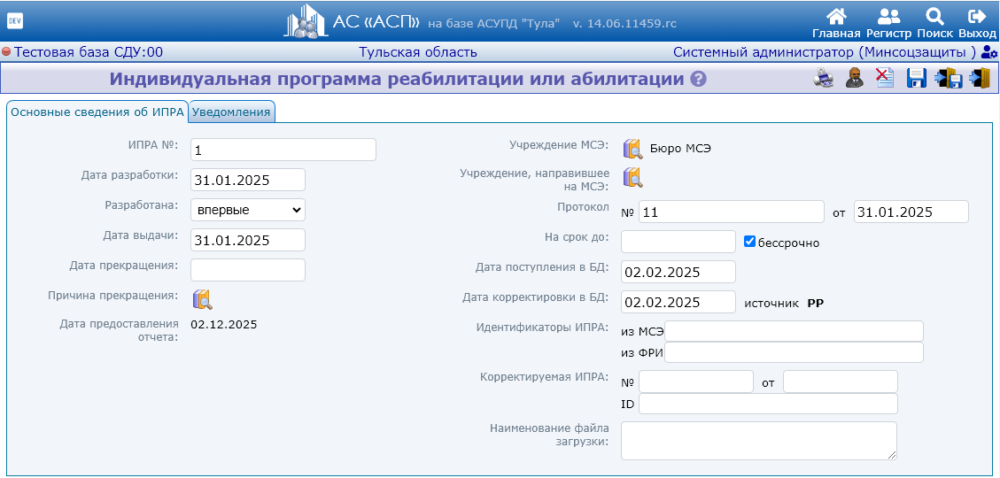 DEV
АС «АСП» на базе АСУПД "Тула" v. 14.06.11459.rc
Главная Регистр Поиск Выход
Тестовая база СДУ:00
Тульская область
Системный администратор (Минсоцзащиты )
Индивидуальная программа реабилитации или абилитации ?
Основные сведения об ИПРА
Уведомления
ИПРА №: 1
Дата разработки: 31.01.2025
Разработана: впервые
Дата выдачи: 31.01.2025
Дата прекращения:
Причина прекращения:
Дата предоставления
отчета: 02.12.2025
Учреждение МСЭ: Бюро МСЭ
Учреждение, направившее
на МСЭ:
Протокол № 11 от 31.01.2025
На срок до: бессрочно
Дата поступления в БД: 02.02.2025
Дата корректировки в БД: 02.02.2025 источник РР
Идентификаторы ИПРА: из МСЭ
из ФРИ
Корректируемая ИПРА: № от
ID
Наименование файла
загрузки: